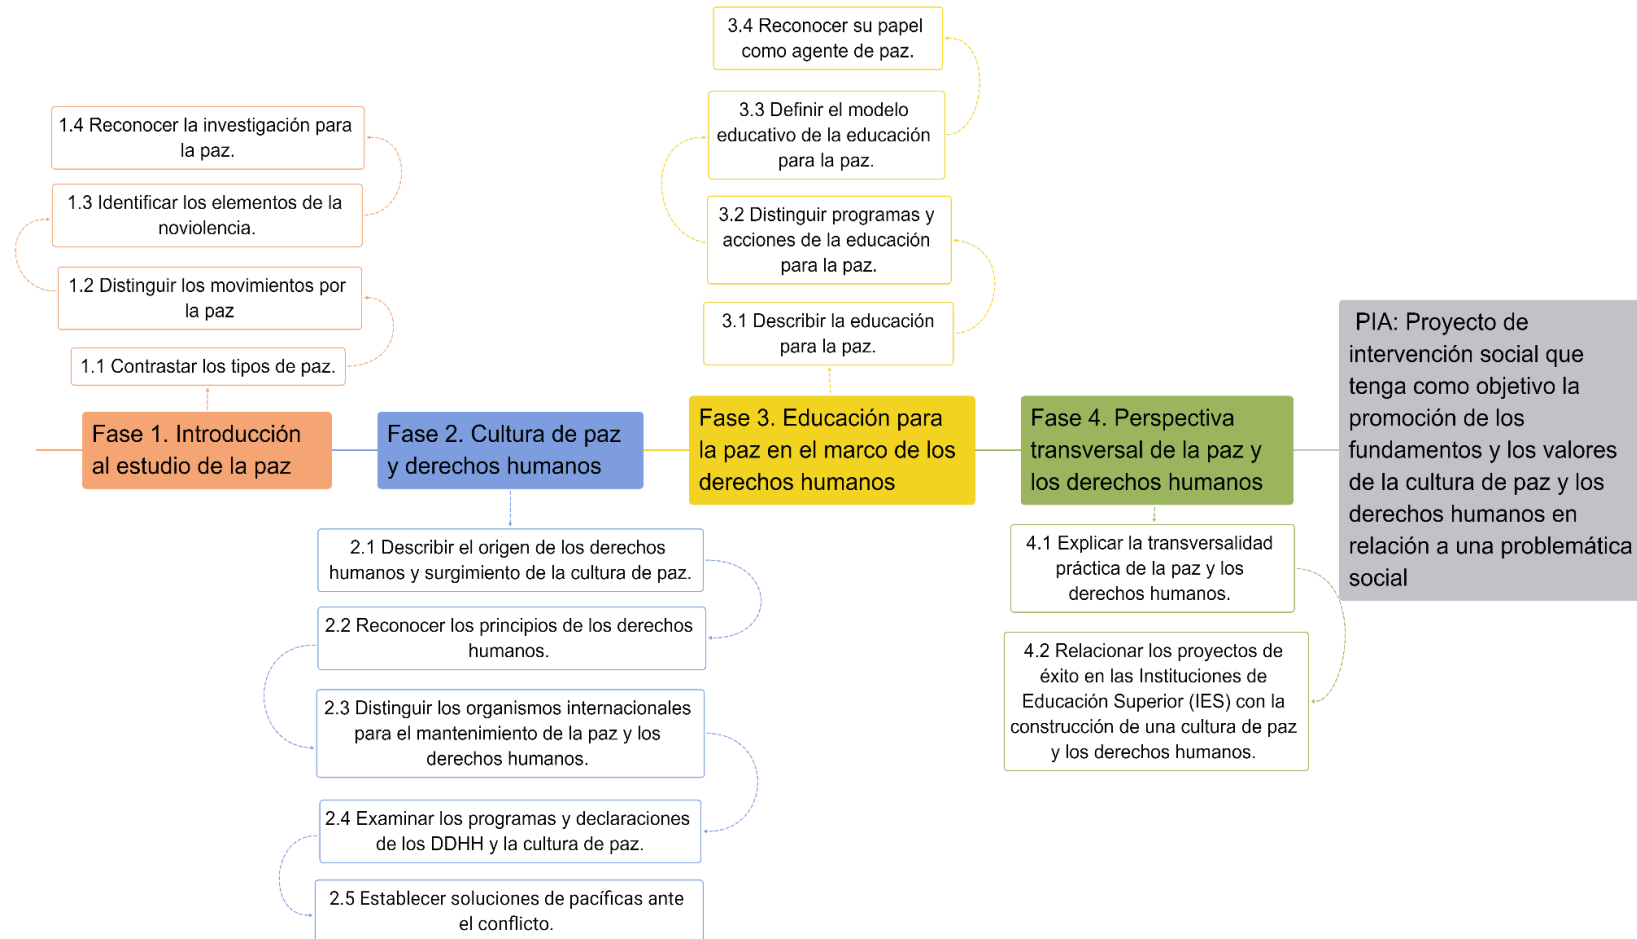 Fase 1. Introducción
al estudio de la paz
1.1 Contrastar los tipos de paz.
1.2 Distinguir los movimientos por
la paz
1.3 Identificar los elementos de la
noviolencia.
1.4 Reconocer la investigación para
la paz.
Fase 2. Cultura de paz
y derechos humanos
2.1 Describir el origen de los derechos
humanos y surgimiento de la cultura de paz.
2.2 Reconocer los principios de los derechos
humanos.
2.3 Distinguir los organismos internacionales
para el mantenimiento de la paz y los
derechos humanos.
2.4 Examinar los programas y declaraciones
de los DDHH y la cultura de paz.
2.5 Establecer soluciones de pacíficas ante
el conflicto.
Fase 3. Educación para
la paz en el marco de los
derechos humanos
3.1 Describir la educación
para la paz.
3.2 Distinguir programas y
acciones de la educación
para la paz.
3.3 Definir el modelo
educativo de la educación
para la paz.
3.4 Reconocer su papel
como agente de paz.
Fase 4. Perspectiva
transversal de la paz y
los derechos humanos
4.1 Explicar la transversalidad
práctica de la paz y los
derechos humanos.
4.2 Relacionar los proyectos de
éxito en las Instituciones de
Educación Superior (IES) con la
construcción de una cultura de paz
y los derechos humanos.
PIA: Proyecto de
intervención social que
tenga como objetivo la
promoción de los
fundamentos y los valores
de la cultura de paz y los
derechos humanos en
relación a una problemática
social